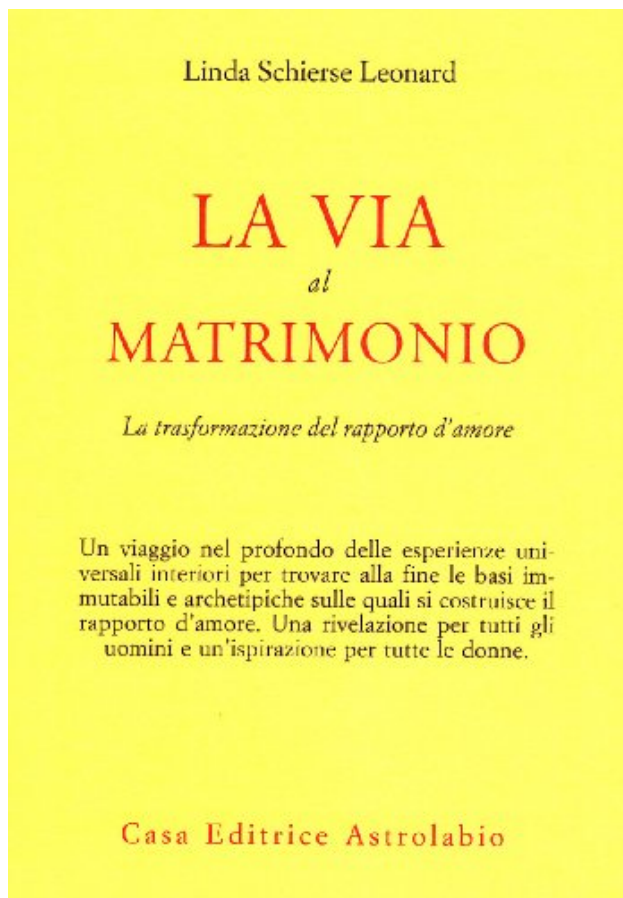 Linda Schierse Leonard
LA VIA
al
MATRIMONIO
La trasformazione del rapporto d'amore
Un viaggio nel profondo delle esperienze uni-
versali interiori per trovare alla fine le basi im-
mutabili e archetipiche sulle quali si costruisce il
rapporto d'amore. Una rivelazione per tutti gli
uomini e un'ispirazione per tutte le donne.
Casa Editrice Astrolabio